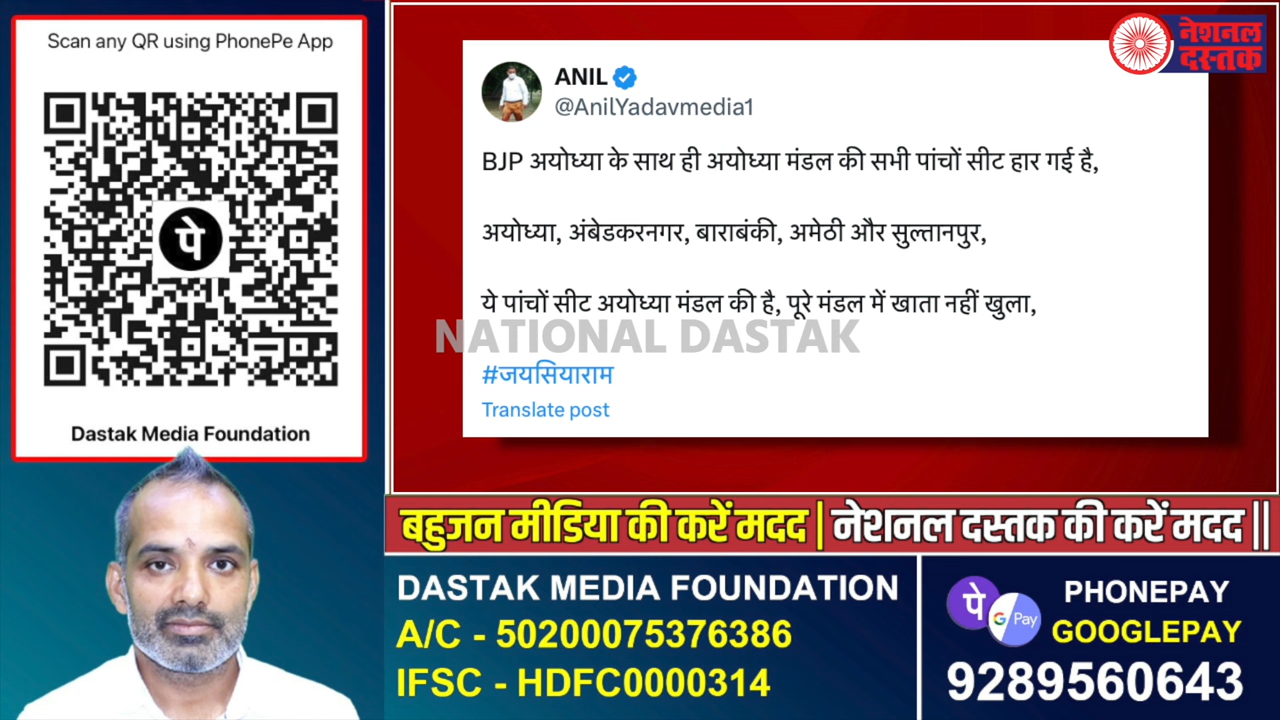 Scan any QR using PhonePe App
पे
Dastak Media Foundation
नेशनल
दस्तक
ANIL
@AnilYadavmedia1
BJP अयोध्या के साथ ही अयोध्या मंडल की सभी पांचों सीट हार गई है,
अयोध्या, अंबेडकरनगर, बाराबंकी, अमेठी और सुल्तानपुर,
ये पांचों सीट अयोध्या मंडल की है, पूरे मंडल में खाता नहीं खुला,
NATIONAL DASTAK
#जयसियाराम
Translate post
बहुजन मीडिया की करें मदद | नेशनल दस्तक की करें मदद ||
DASTAK MEDIA FOUNDATION
A/C - 50200075376386
IFSC - HDFC0000314
पे
G Pay
PHONEPAY
GOOGLEPAY
9289560643